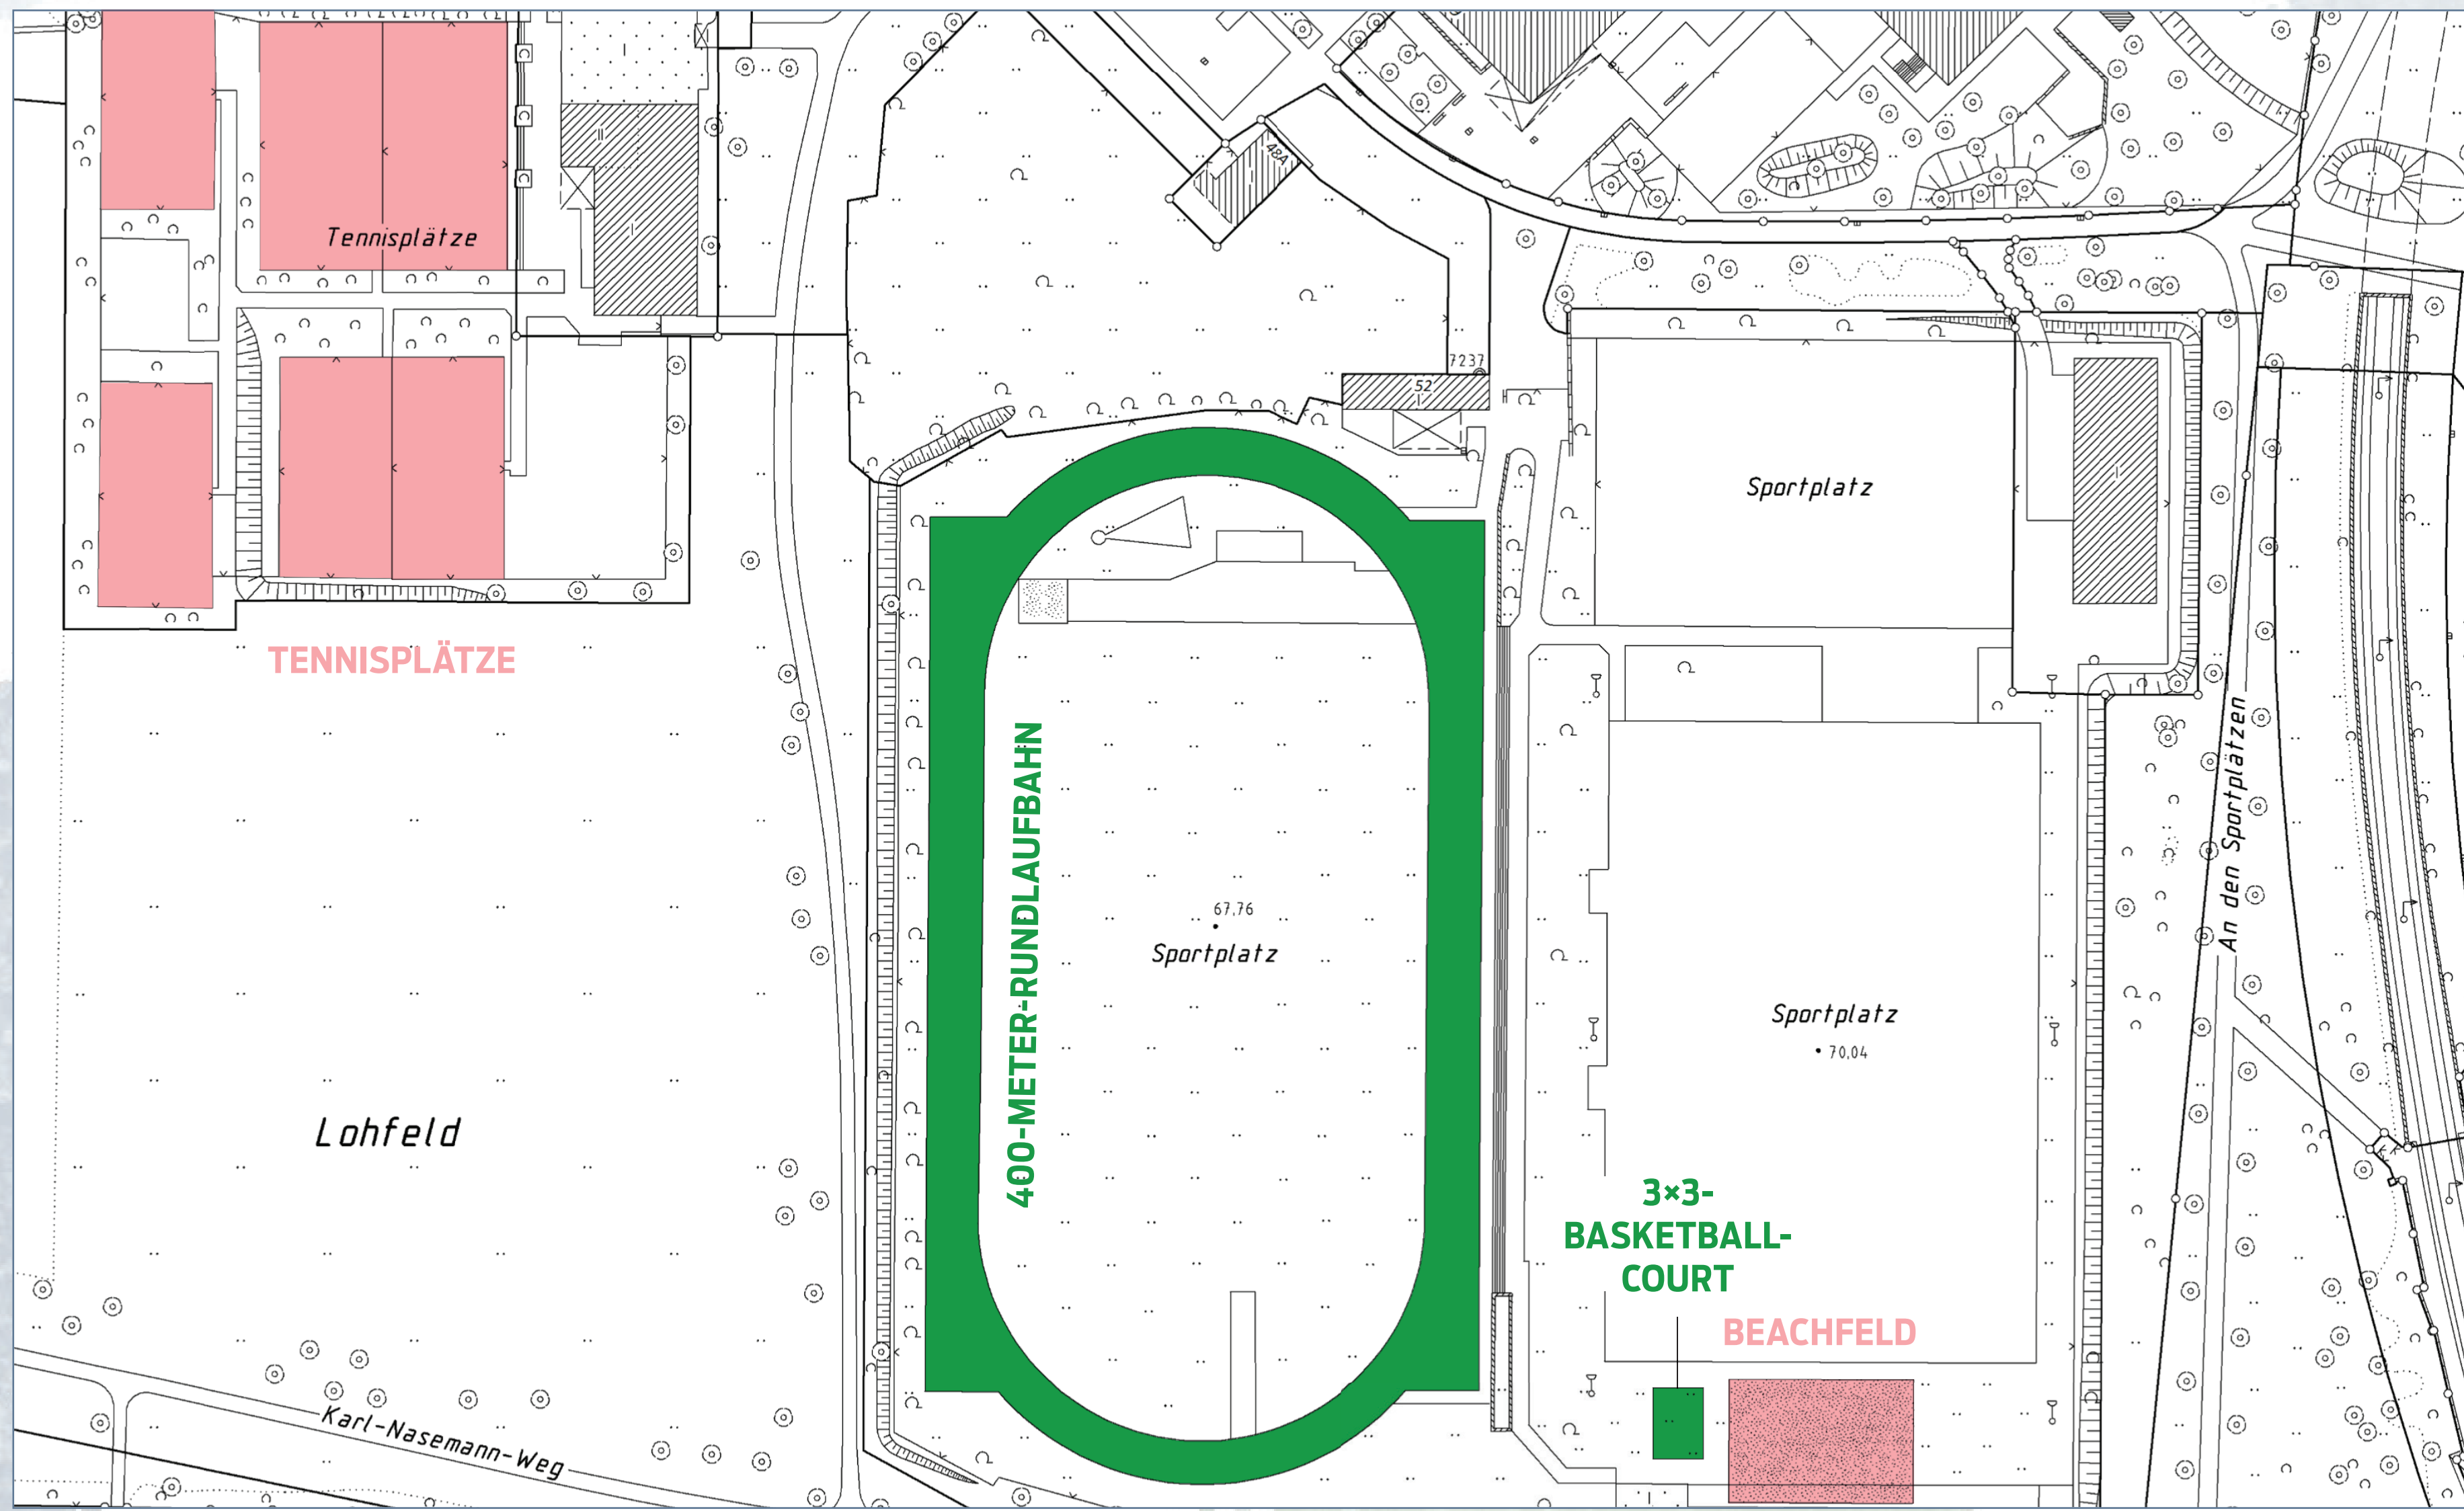 Tennisplätze
48A
7237
52
Sportplatz
TENNISPLÄTZE
400-METER-RUNDLAUFBAHN
67,76
Sportplatz
An den Sportplätzen
Sportplatz
70,04
Lohfeld
3×3-
BASKETBALL-
COURT
BEACHFELD
Karl-Nasemann-Weg
I
II
I
I
I